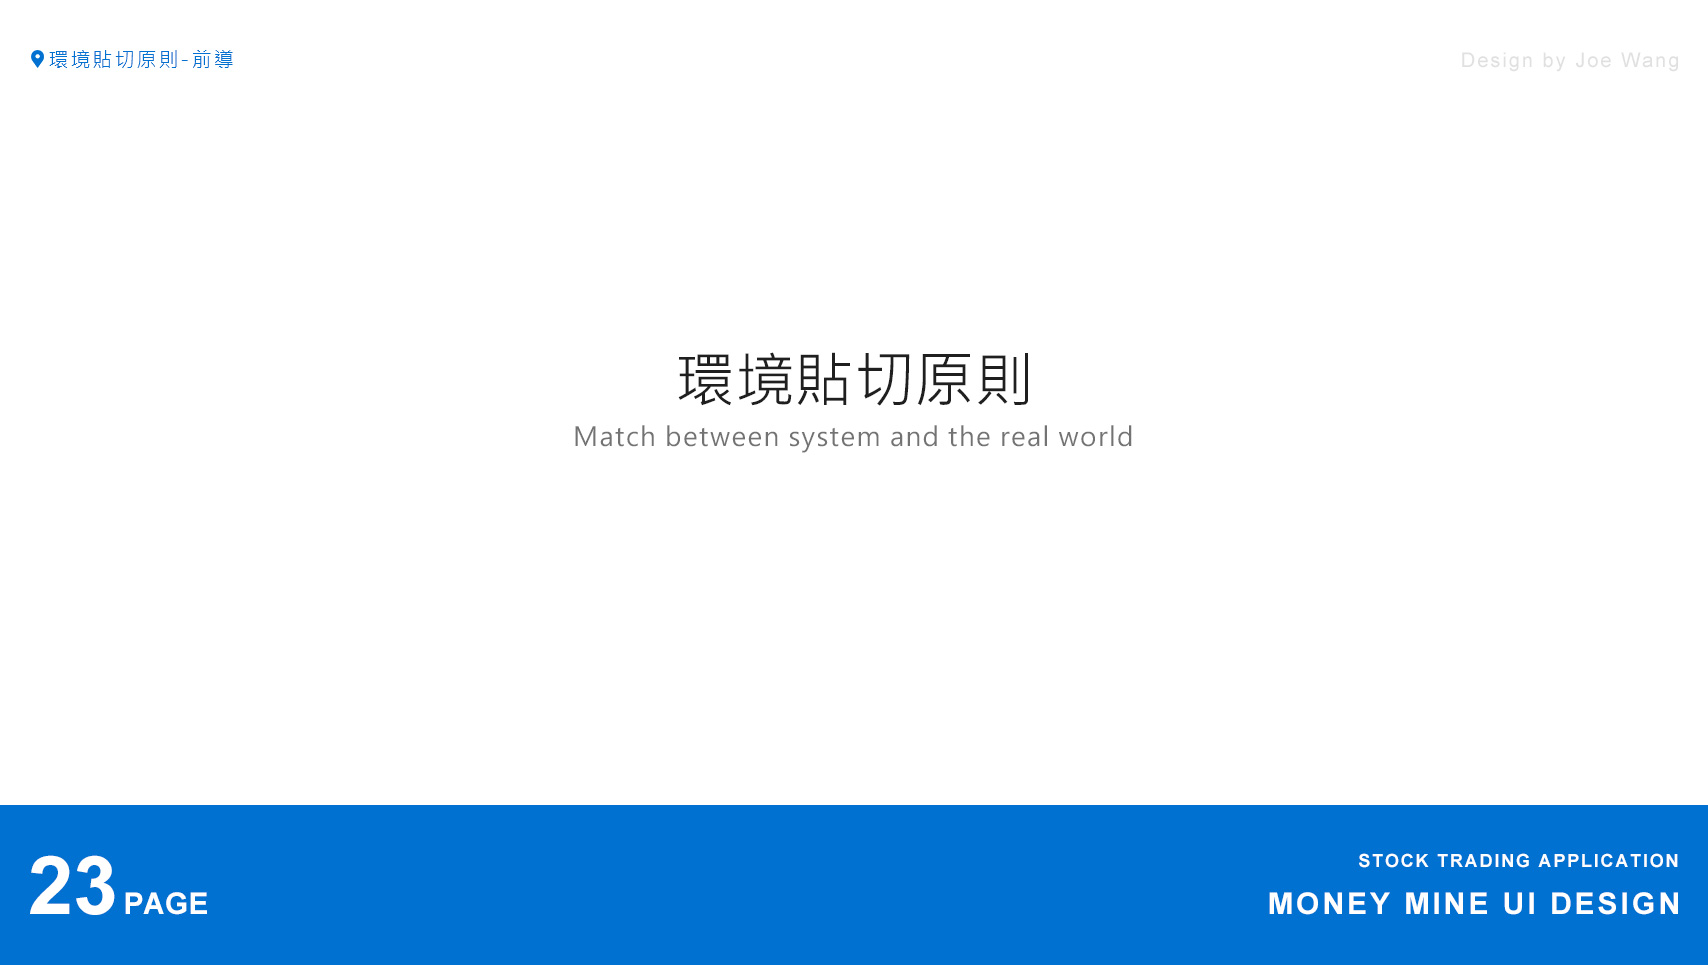 環境貼切原則-前導
Design by Joe Wang
環境貼切原則
Match between system and the real world
23 PAGE
STOCK TRADING APPLICATION
MONEY MINE UI DESIGN